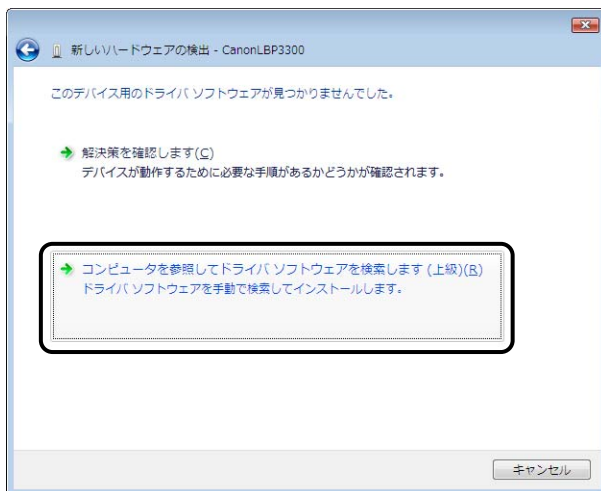 新しいハードウェアの検出 - CanonLBP3300
このデバイス用のドライバ ソフトウェアが見つかりませんでした。
解決策を確認します(C)
デバイスが動作するために必要な手順があるかどうかが確認されます。
コンピュータを参照してドライバ ソフトウェアを検索します (上級)(R)
ドライバ ソフトウェアを手動で検索してインストールします。
キャンセル